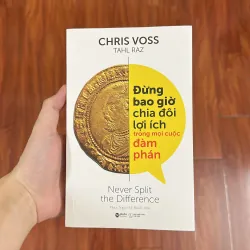 CHRIS VOSS
TAHL RAZ
Đừng
bao giờ
chia đôi
lợi ích
trong mọi cuộc
đàm
phán
Never Split
the Difference